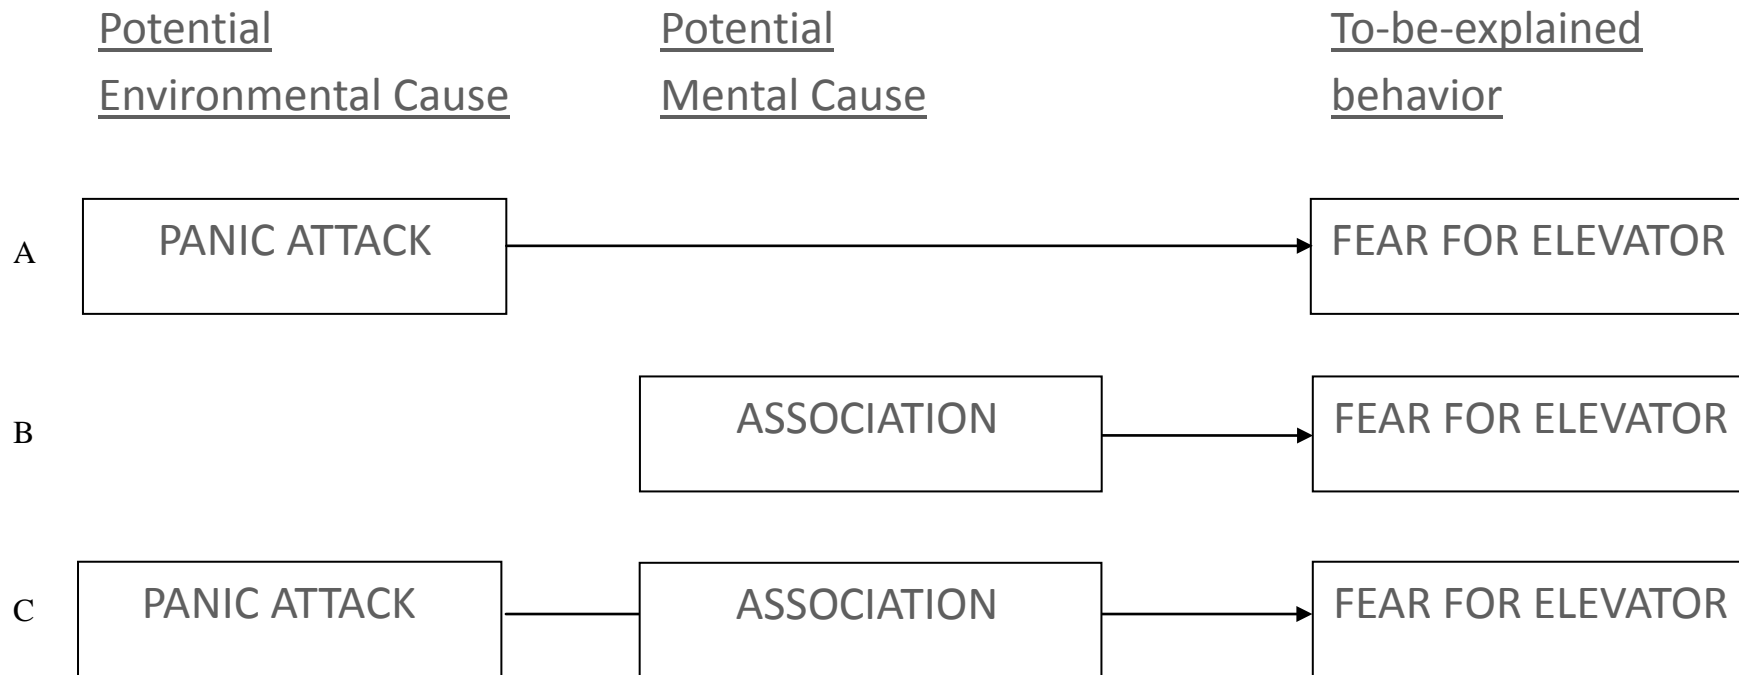 Potential
Environmental Cause
Potential
Mental Cause
To-be-explained
behavior
A
PANIC ATTACK
FEAR FOR ELEVATOR
B
ASSOCIATION
FEAR FOR ELEVATOR
C
PANIC ATTACK
ASSOCIATION
FEAR FOR ELEVATOR